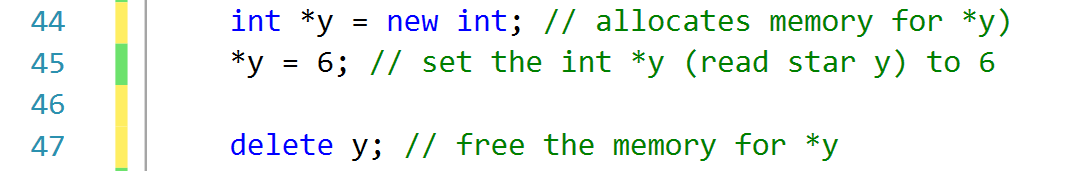 44 int *y = new int; // allocates memory for *y)
45 *y = 6; // set the int *y (read star y) to 6
46
47 delete y; // free the memory for *y